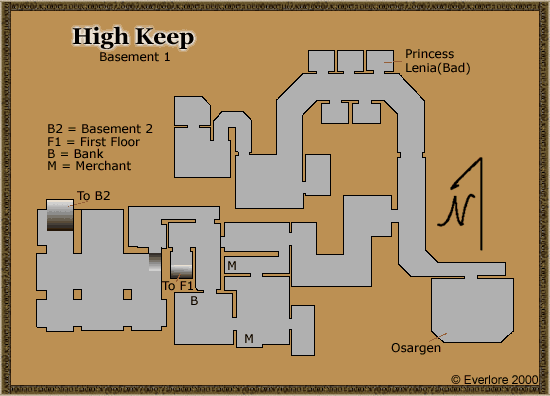 High Keep
Basement 1
Princess
Lenia(Bad)
B2 = Basement 2
F1 = First Floor
B = Bank
M = Merchant
To B2
N
M
To F1
B
M
Osargen
© Everlore 2000